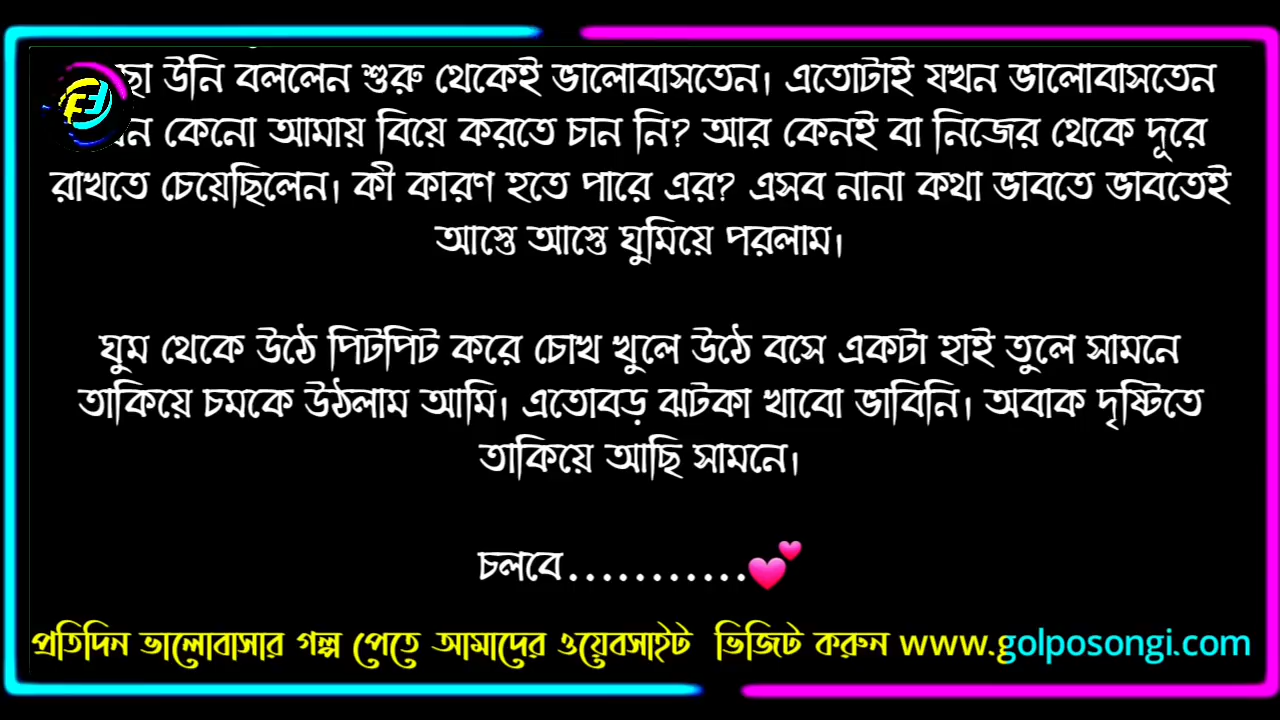 উনি বললেন শুরু থেকেই ভালোবাসতেন। এতোটাই যখন ভালোবাসতেন
কেনো আমায় বিয়ে করতে চান নি? আর কেনই বা নিজের থেকে দূরে
রাখতে চেয়েছিলেন। কী কারণ হতে পারে এর? এসব নানা কথা ভাবতে ভাবতেই
আস্তে আস্তে ঘুমিয়ে পরলাম।
ঘুম থেকে উঠে পিটপিট করে চোখ খুলে উঠে বসে একটা হাই তুলে সামনে
তাকিয়ে চমকে উঠলাম আমি। এতোবড় ঝটকা খাবো ভাবিনি। অবাক দৃষ্টিতে
তাকিয়ে আছি সামনে।
চলবে...........💕
প্রতিদিন ভালোবাসার গল্প পেতে আমাদের ওয়েবসাইট ভিজিট করুন www.golposongi.com